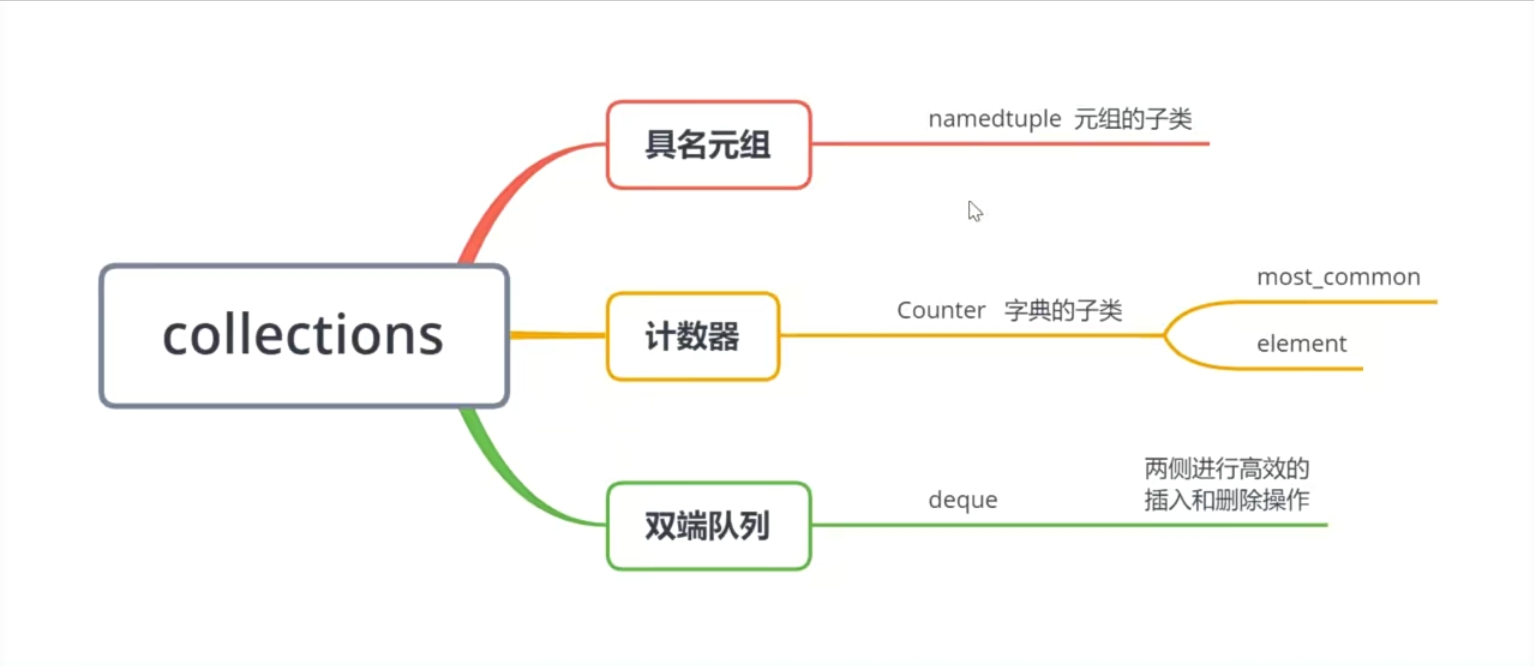 collections
具名元组
namedtuple 元组的子类
计数器
Counter 字典的子类
most_common
element
双端队列
deque
两侧进行高效的
插入和删除操作